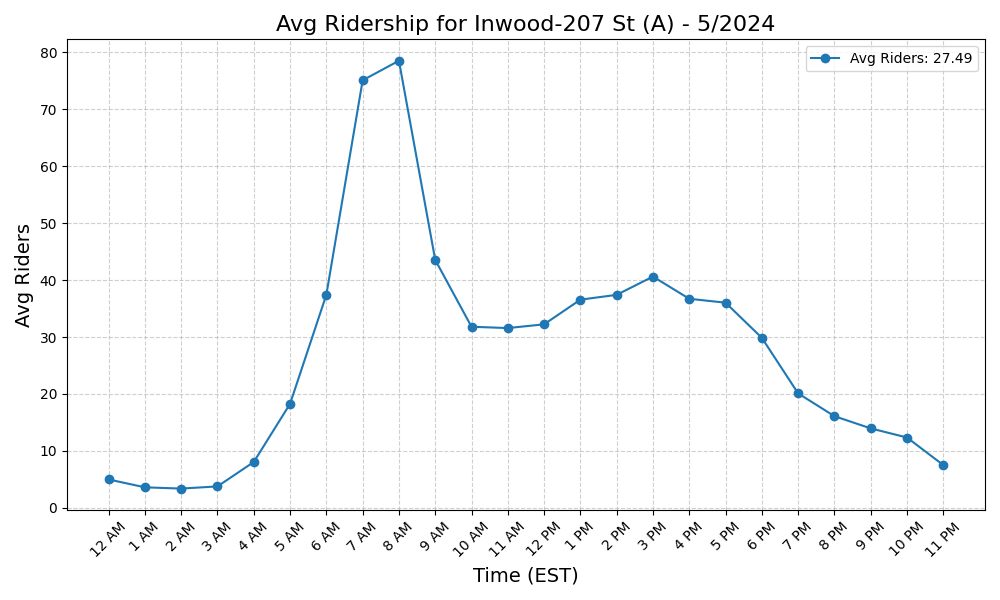 Avg Ridership for Inwood-207 St (A) - 5/2024
Avg Riders: 27.49
Avg Riders
80
70
60
50
40
30
20
10
0
12 AM
1 AM
2 AM
3 AM
4 AM
5 AM
6 AM
7 AM
8 AM
9 AM
10 AM
11 AM
12 PM
1 PM
2 PM
3 PM
4 PM
5 PM
6 PM
7 PM
8 PM
9 PM
10 PM
11 PM
Time (EST)